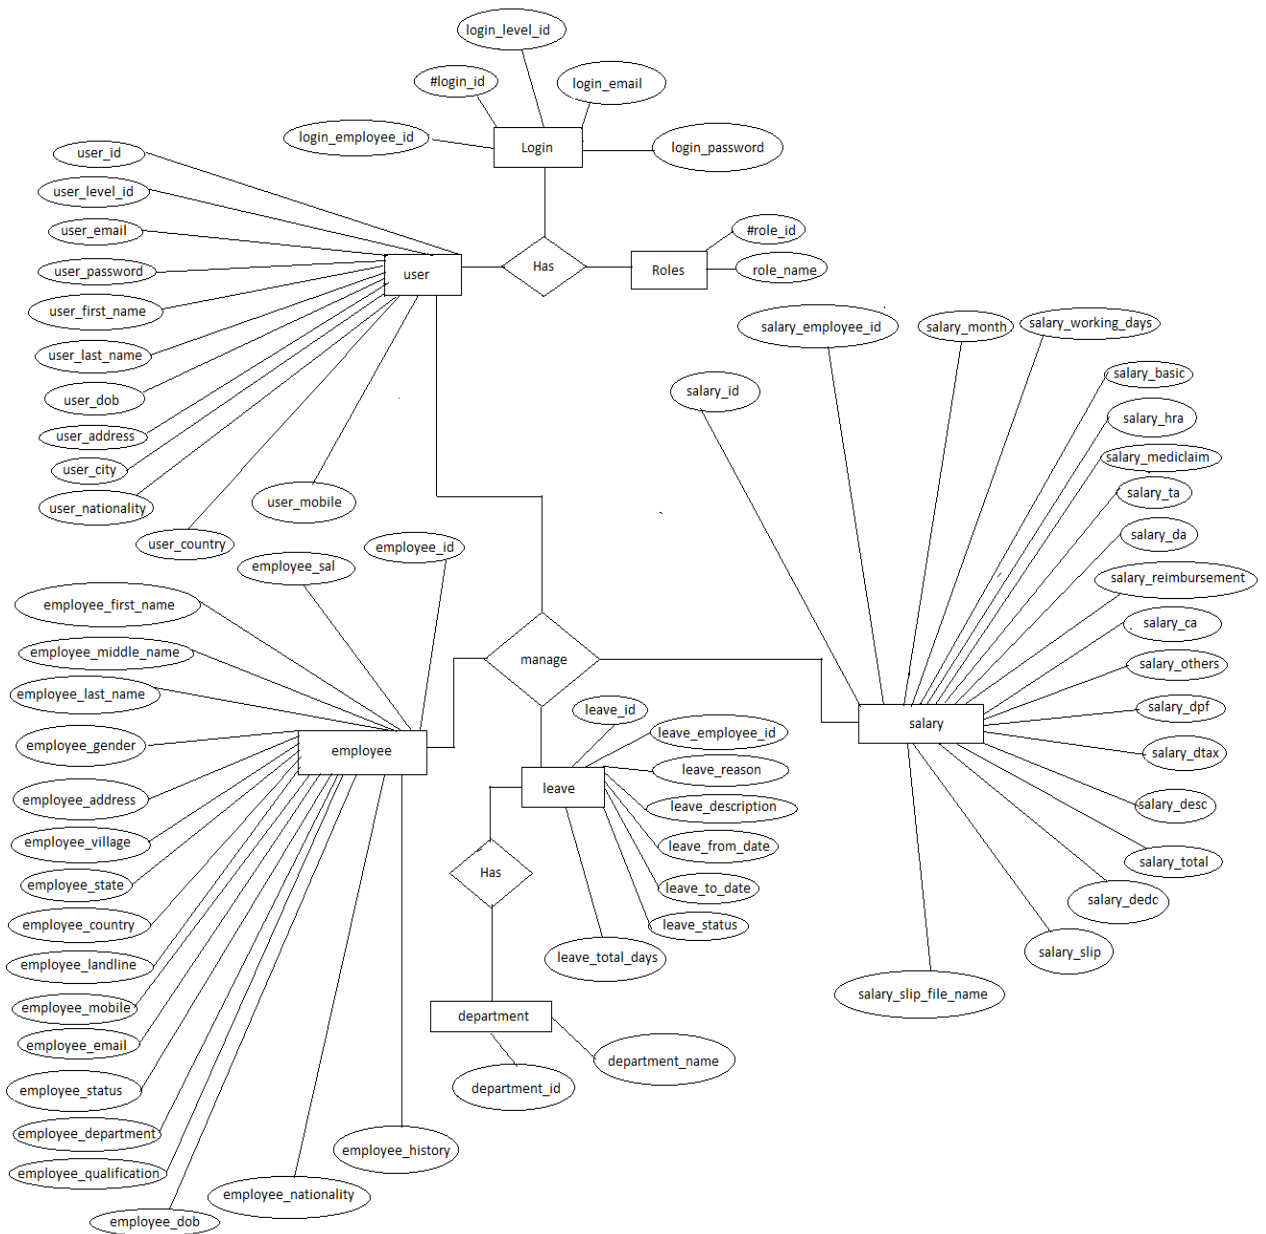 login_level_id
#login_id
login_email
login_employee_id
Login
login_password
user_id
user_level_id
user_email
user_password
user_first_name
user_last_name
user_dob
user_address
user_city
user_nationality
user_country
user_mobile
user
Has
Roles
#role_id
role_name
salary_employee_id
salary_month
salary_working_days
salary_id
salary_basic
salary_hra
salary_mediclaim
salary_ta
salary_da
salary_reimbursement
salary_ca
salary_others
salary_dpf
salary_dtax
salary_desc
salary_total
salary_dedc
salary_slip
salary_slip_file_name
salary
manage
employee_id
employee_sal
employee_first_name
employee_middle_name
employee_last_name
employee_gender
employee
employee_address
employee_village
employee_state
employee_country
employee_landline
employee_mobile
employee_email
employee_status
employee_department
employee_qualification
employee_dob
employee_nationality
employee_history
leave_id
leave_employee_id
leave_reason
leave
leave_description
leave_from_date
leave_to_date
leave_status
leave_total_days
Has
department
department_name
department_id